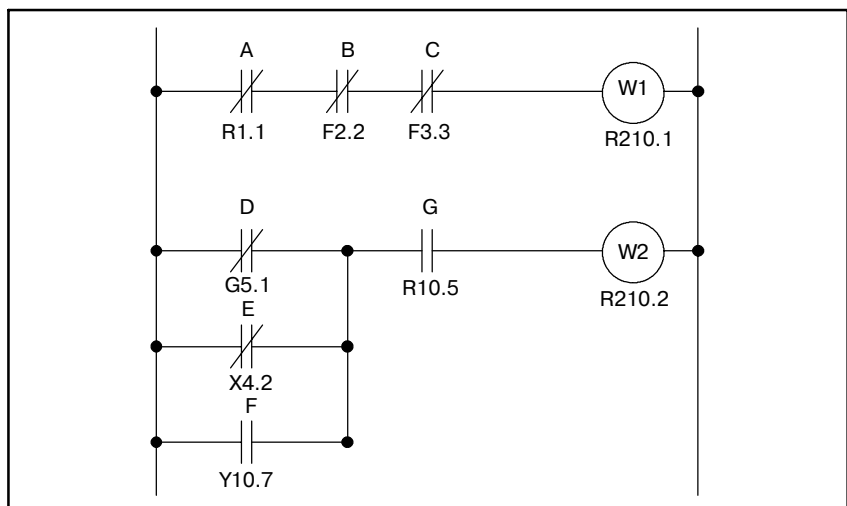 A B C
W1
R1.1 F2.2 F3.3
R210.1
D G
W2
G5.1 R10.5
R210.2
E
X4.2
F
Y10.7